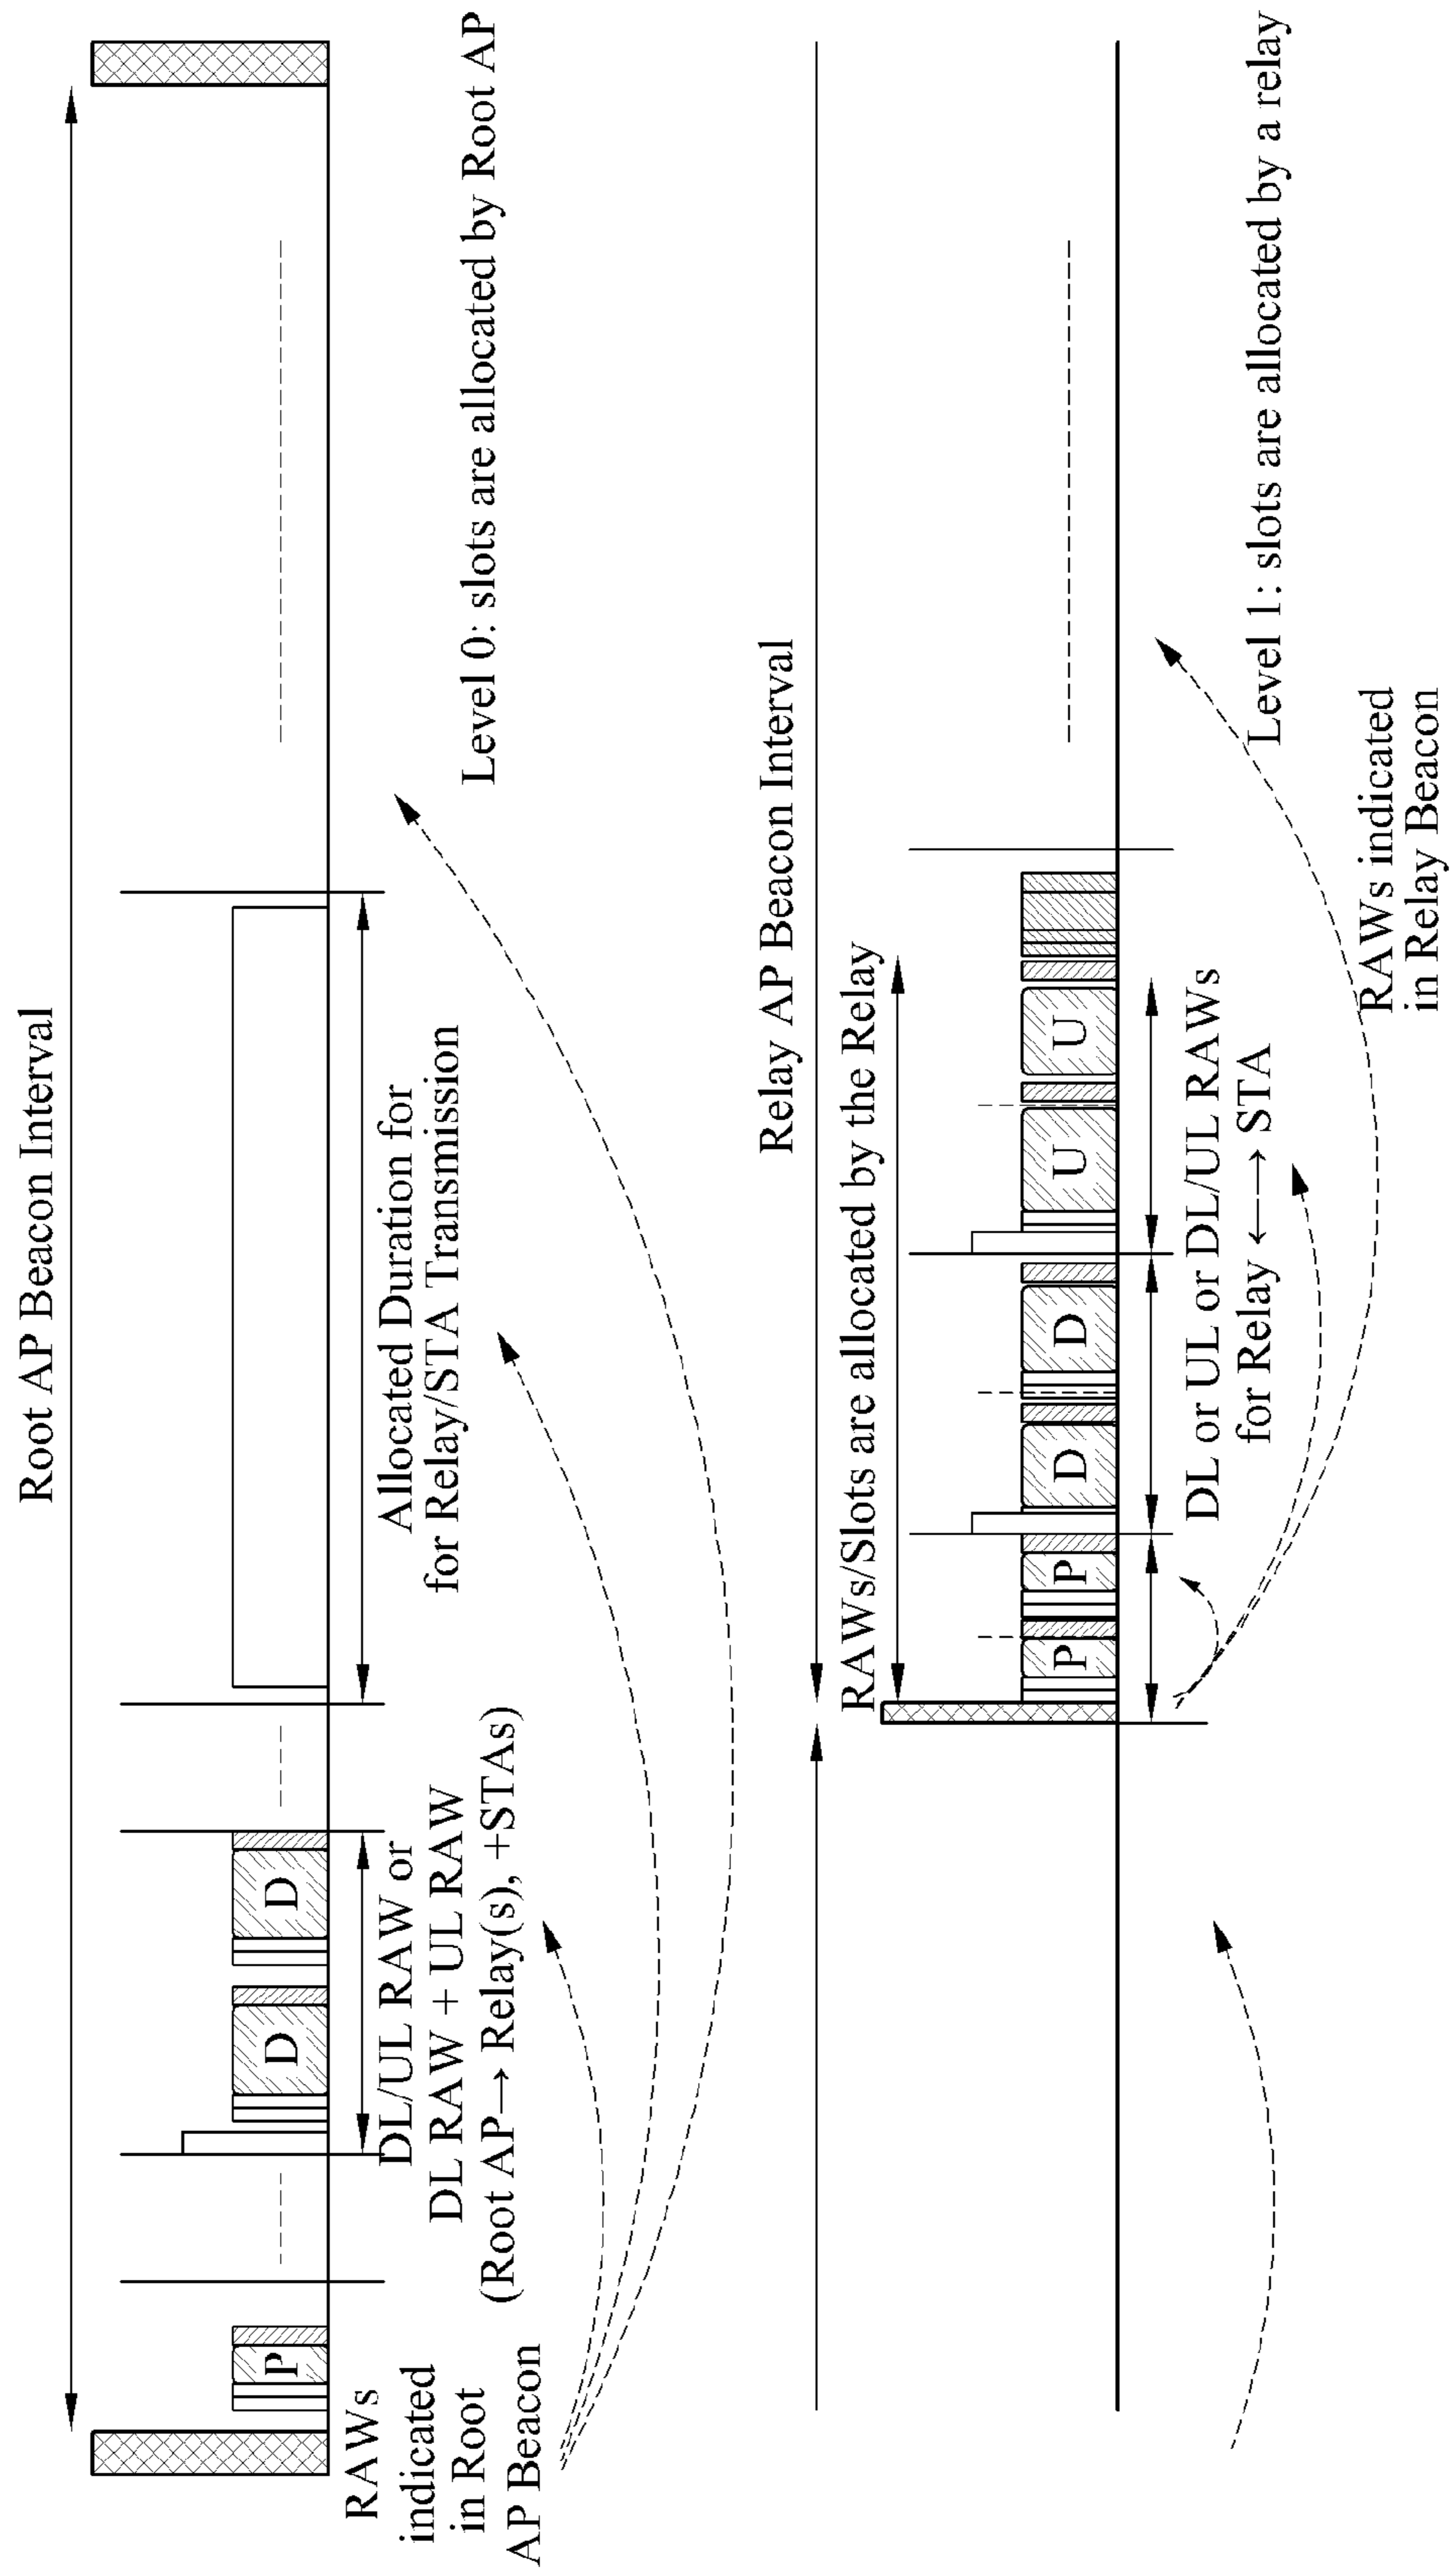 Root AP Beacon Interval
P
D
D
RAWs
indicated
in Root
AP Beacon
DL/UL RAW or
DL RAW + UL RAW
(Root AP→ Relay(s), +STAs)
Allocated Duration for
for Relay/STA Transmission
Level 0: slots are allocated by Root AP
Relay AP Beacon Interval
RAWs/Slots are allocated by the Relay
P
P
D
D
U
U
DL or UL or DL/UL RAWs
for Relay ←→ STA
Level 1: slots are allocated by a relay
RAWs indicated
in Relay Beacon